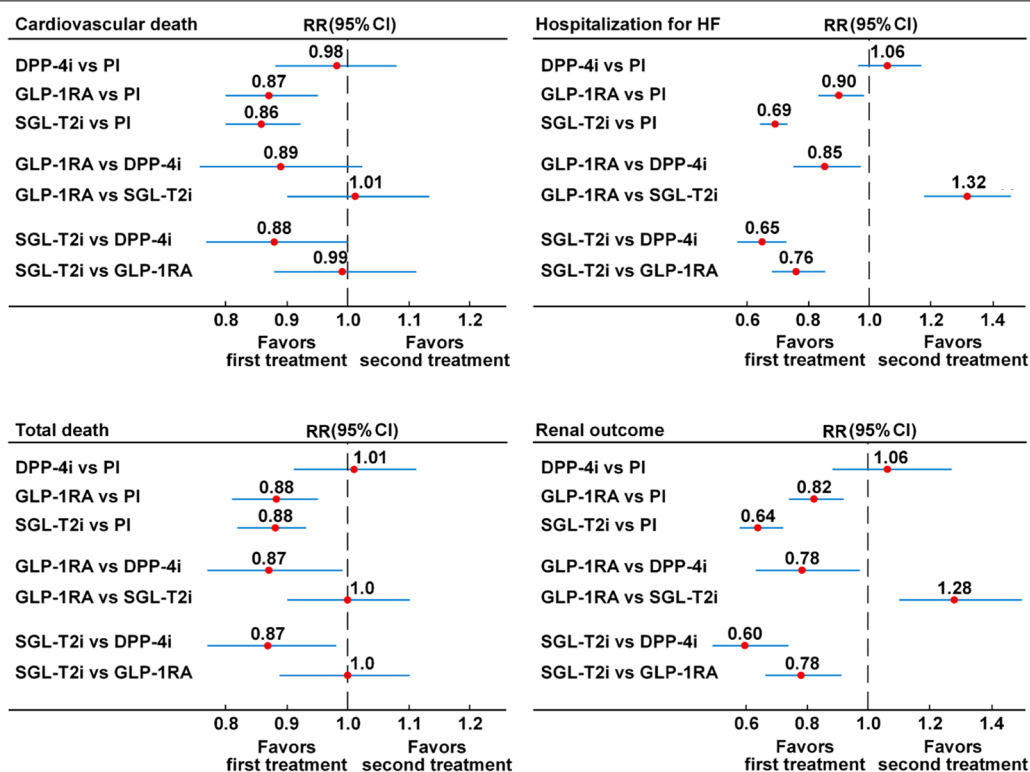 Cardiovascular death RR(95% CI)
DPP-4i vs PI 0.98
GLP-1RA vs PI 0.87
SGL-T2i vs PI 0.86
GLP-1RA vs DPP-4i 0.89
GLP-1RA vs SGL-T2i 1.01
SGL-T2i vs DPP-4i 0.88
SGL-T2i vs GLP-1RA 0.99
0.8 0.9 1.0 1.1 1.2
Favors Favors
first treatment second treatment
Hospitalization for HF RR(95% CI)
DPP-4i vs PI 1.06
GLP-1RA vs PI 0.90
SGL-T2i vs PI 0.69
GLP-1RA vs DPP-4i 0.85
GLP-1RA vs SGL-T2i 1.32
SGL-T2i vs DPP-4i 0.65
SGL-T2i vs GLP-1RA 0.76
0.6 0.8 1.0 1.2 1.4
Favors Favors
first treatment second treatment
Total death RR(95% CI)
DPP-4i vs PI 1.01
GLP-1RA vs PI 0.88
SGL-T2i vs PI 0.88
GLP-1RA vs DPP-4i 0.87
GLP-1RA vs SGL-T2i 1.0
SGL-T2i vs DPP-4i 0.87
SGL-T2i vs GLP-1RA 1.0
0.8 0.9 1.0 1.1 1.2
Favors Favors
first treatment second treatment
Renal outcome RR(95% CI)
DPP-4i vs PI 1.06
GLP-1RA vs PI 0.82
SGL-T2i vs PI 0.64
GLP-1RA vs DPP-4i 0.78
GLP-1RA vs SGL-T2i 1.28
SGL-T2i vs DPP-4i 0.60
SGL-T2i vs GLP-1RA 0.78
0.6 0.8 1.0 1.2 1.4
Favors Favors
first treatment second treatment